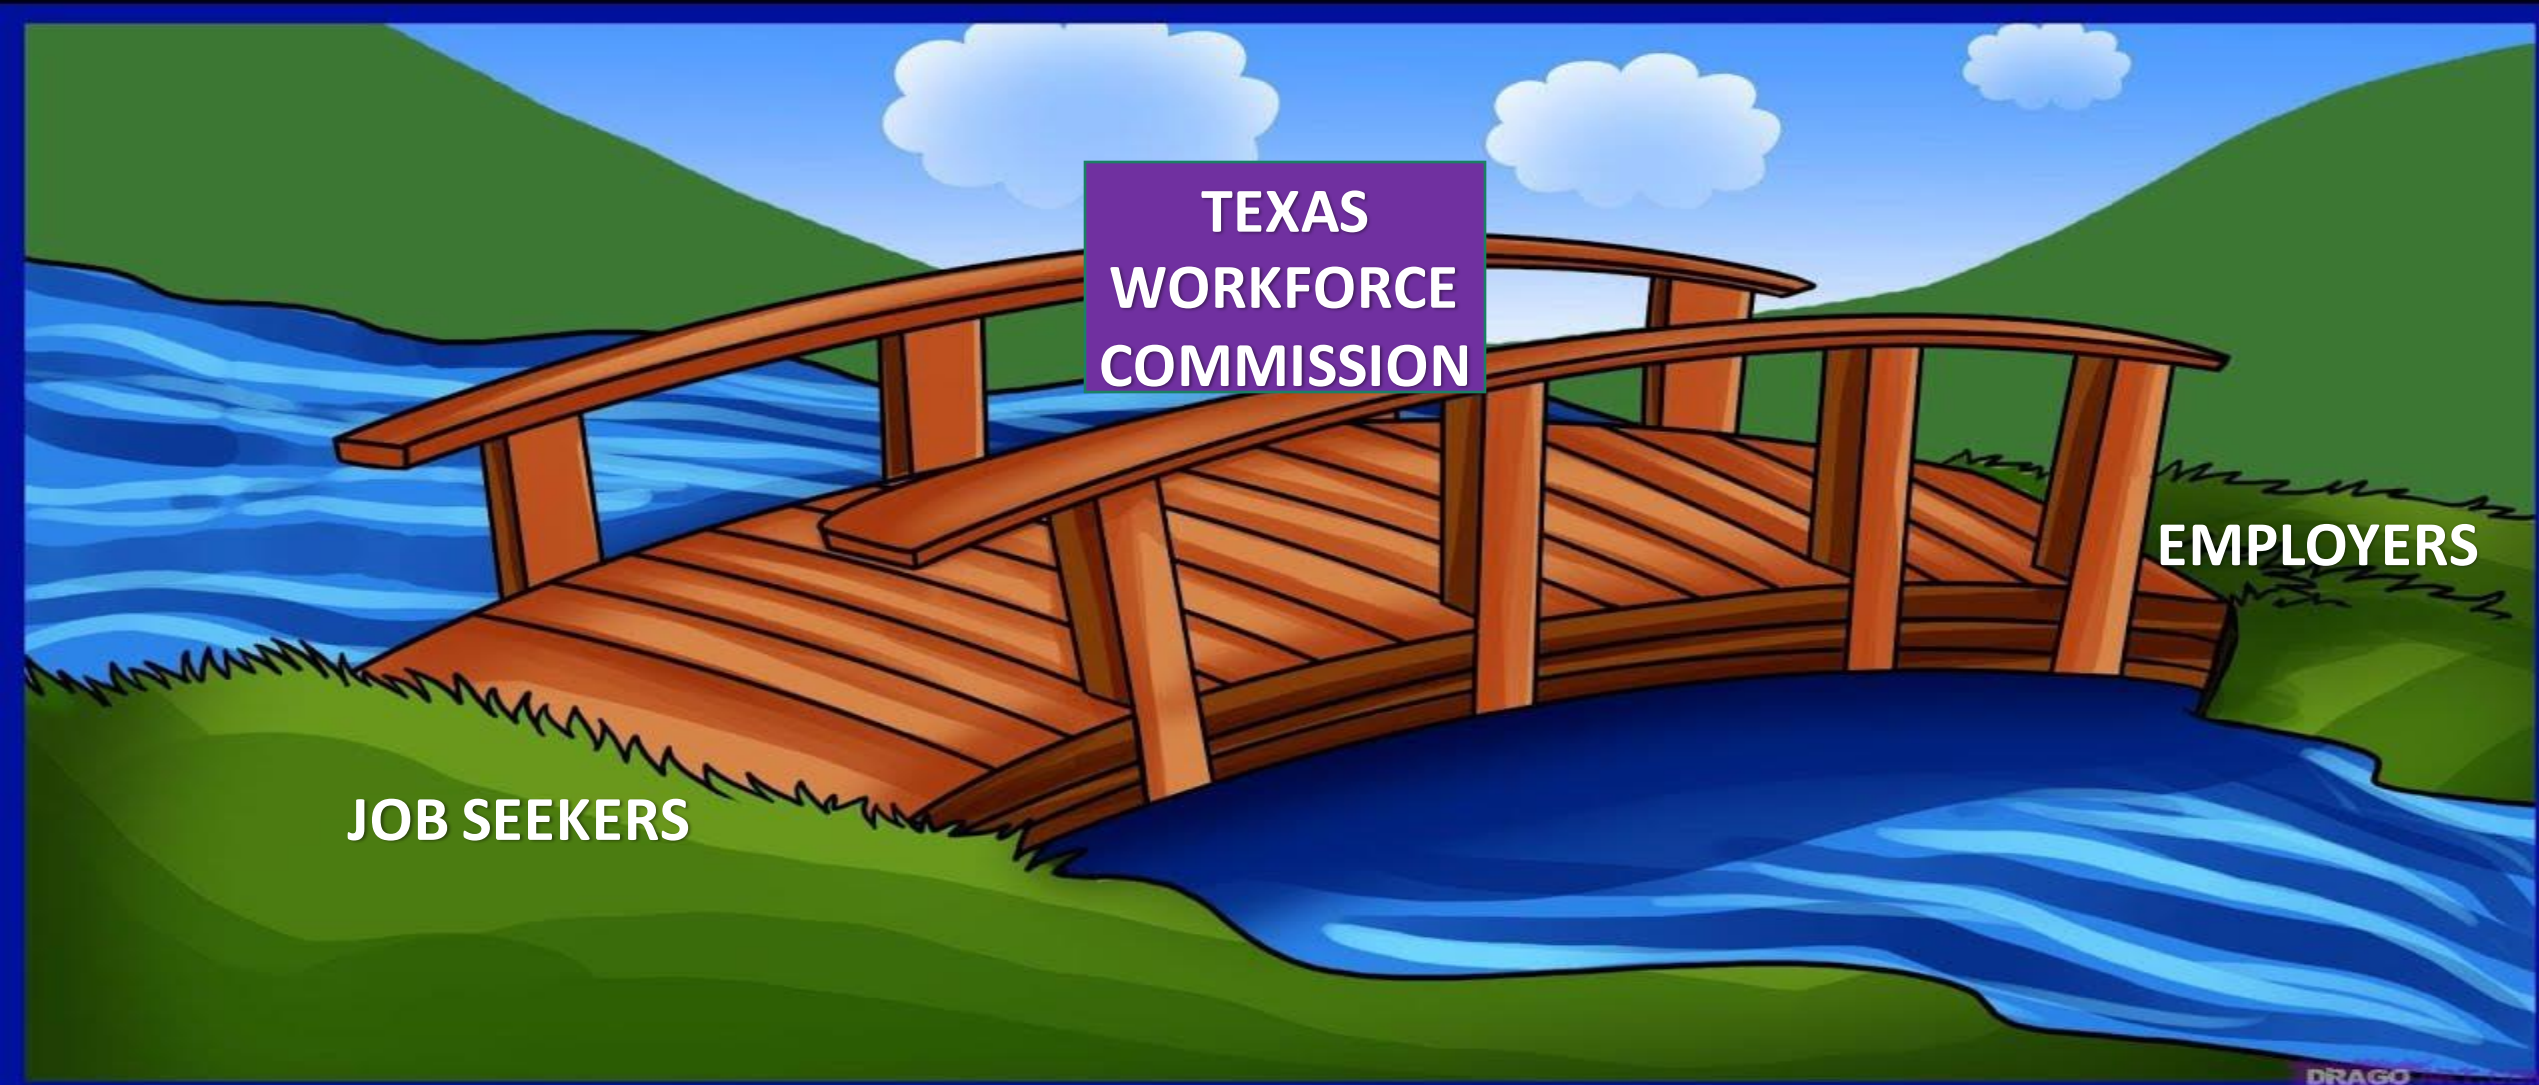 TEXAS
WORKFORCE
COMMISSION
EMPLOYERS
JOB SEEKERS
DRAGO